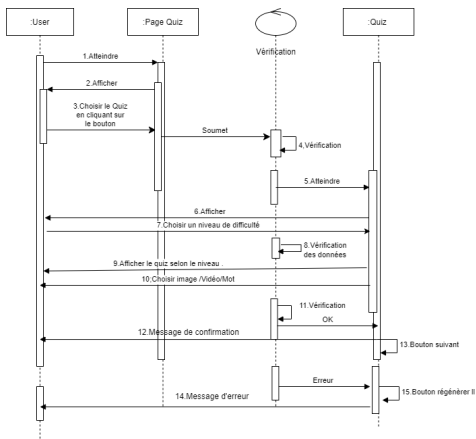 :User
:Page Quiz
:Quiz
Vérification
1.Atteindre
2.Afficher
3.Choisir le Quiz
en cliquant sur
le bouton
Soumet
4,Vérification
5.Atteindre
6.Afficher
7.Choisir un niveau de difficulté
8.Vérification
des données
9.Afficher le quiz selon le niveau .
10;Choisir image /Vidéo/Mot
11.Vérification
OK
12.Message de confirmation
13.Bouton suivant
Erreur
14.Message d'erreur
15.Bouton régénèrer Il